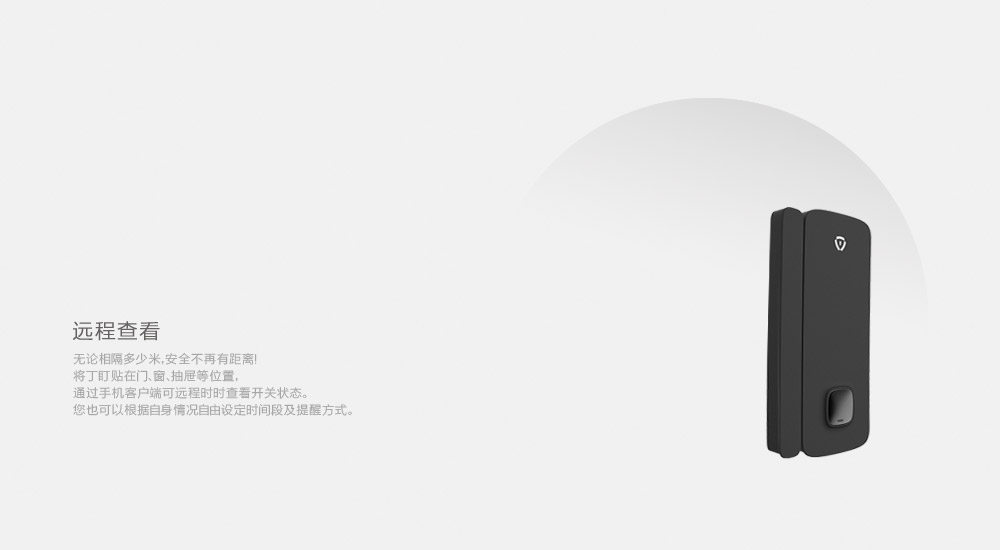 远程查看
无论相隔多少米,安全不再有距离!
将丁盯贴在门、窗、抽屉等位置,
通过手机客户端可远程时时查看开关状态。
您也可以根据自身情况自由设定时间段及提醒方式。